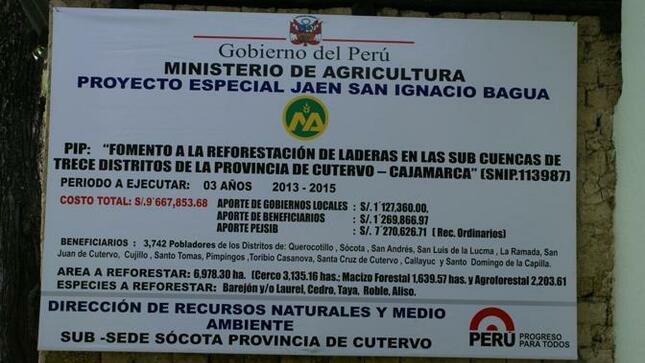 Gobierno del Perú
MINISTERIO DE AGRICULTURA
PROYECTO ESPECIAL JAEN SAN IGNACIO BAGUA
PIP: "FOMENTO A LA REFORESTACIÓN DE LADERAS EN LAS SUB CUENCAS DE
TRECE DISTRITOS DE LA PROVINCIA DE CUTERVO – CAJAMARCA" (SNIP.113987)
PERIODO A EJECUTAR: 03 AÑOS 2013 - 2015
COSTO TOTAL: S/.9´667,853.68 APORTE DE GOBIERNOS LOCALES : S/.1´127,360.00.
APORTE DE BENEFICIARIOS : S/.1´269,866.97
APORTE PEJSIB : S/.7´270,626.71 ( Rec. Ordinarios)
BENEFICIARIOS : 3,742 Pobladores de los Distritos de: Querocotillo , Sócota , San Andrés, San Luis de la Lucma , La Ramada, San
Juan de Cutervo, Cujillo , Santo Tomas, Pimpingos ,Toribio Casanova, Santa Cruz de Cutervo , Callayuc y Santo Domingo de la Capilla.
AREA A REFORESTAR: 6,978.30 ha. (Cerco 3,135.16 has.; Macizo Forestal 1,639.57 has. y Agroforestal 2,203.61
ESPECIES A REFORESTAR: Barejón y/o Laurel, Cedro, Taya, Roble, Aliso.
DIRECCIÓN DE RECURSOS NATURALES Y MEDIO
AMBIENTE
SUB -SEDE SÓCOTA PROVINCIA DE CUTERVO
PERÚ PROGRESO
PARA TODOS